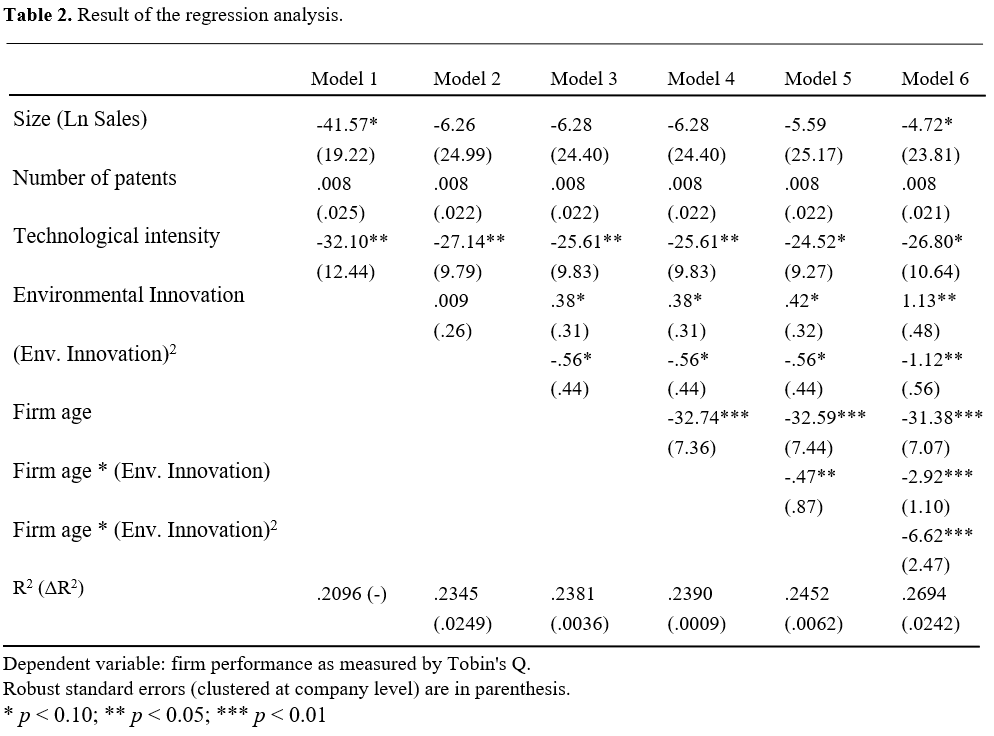 Table 2. Result of the regression analysis.
Model 1 Model 2 Model 3 Model 4 Model 5 Model 6
Size (Ln Sales) -41.57* -6.26 -6.28 -6.28 -5.59 -4.72*
(19.22) (24.99) (24.40) (24.40) (25.17) (23.81)
Number of patents .008 .008 .008 .008 .008 .008
(.025) (.022) (.022) (.022) (.022) (.021)
Technological intensity -32.10** -27.14** -25.61** -25.61** -24.52* -26.80*
(12.44) (9.79) (9.83) (9.83) (9.27) (10.64)
Environmental Innovation .009 .38* .38* .42* 1.13**
(.26) (.31) (.31) (.32) (.48)
(Env. Innovation)2 -.56* -.56* -.56* -1.12**
(.44) (.44) (.44) (.56)
Firm age -32.74*** -32.59*** -31.38***
(7.36) (7.44) (7.07)
Firm age * (Env. Innovation) -.47** -2.92***
(.87) (1.10)
Firm age * (Env. Innovation)2 -6.62***
(2.47)
R2 (ΔR2) .2096 (-) .2345 .2381 .2390 .2452 .2694
(.0249) (.0036) (.0009) (.0062) (.0242)
Dependent variable: firm performance as measured by Tobin's Q.
Robust standard errors (clustered at company level) are in parenthesis.
* p < 0.10; ** p < 0.05; *** p < 0.01